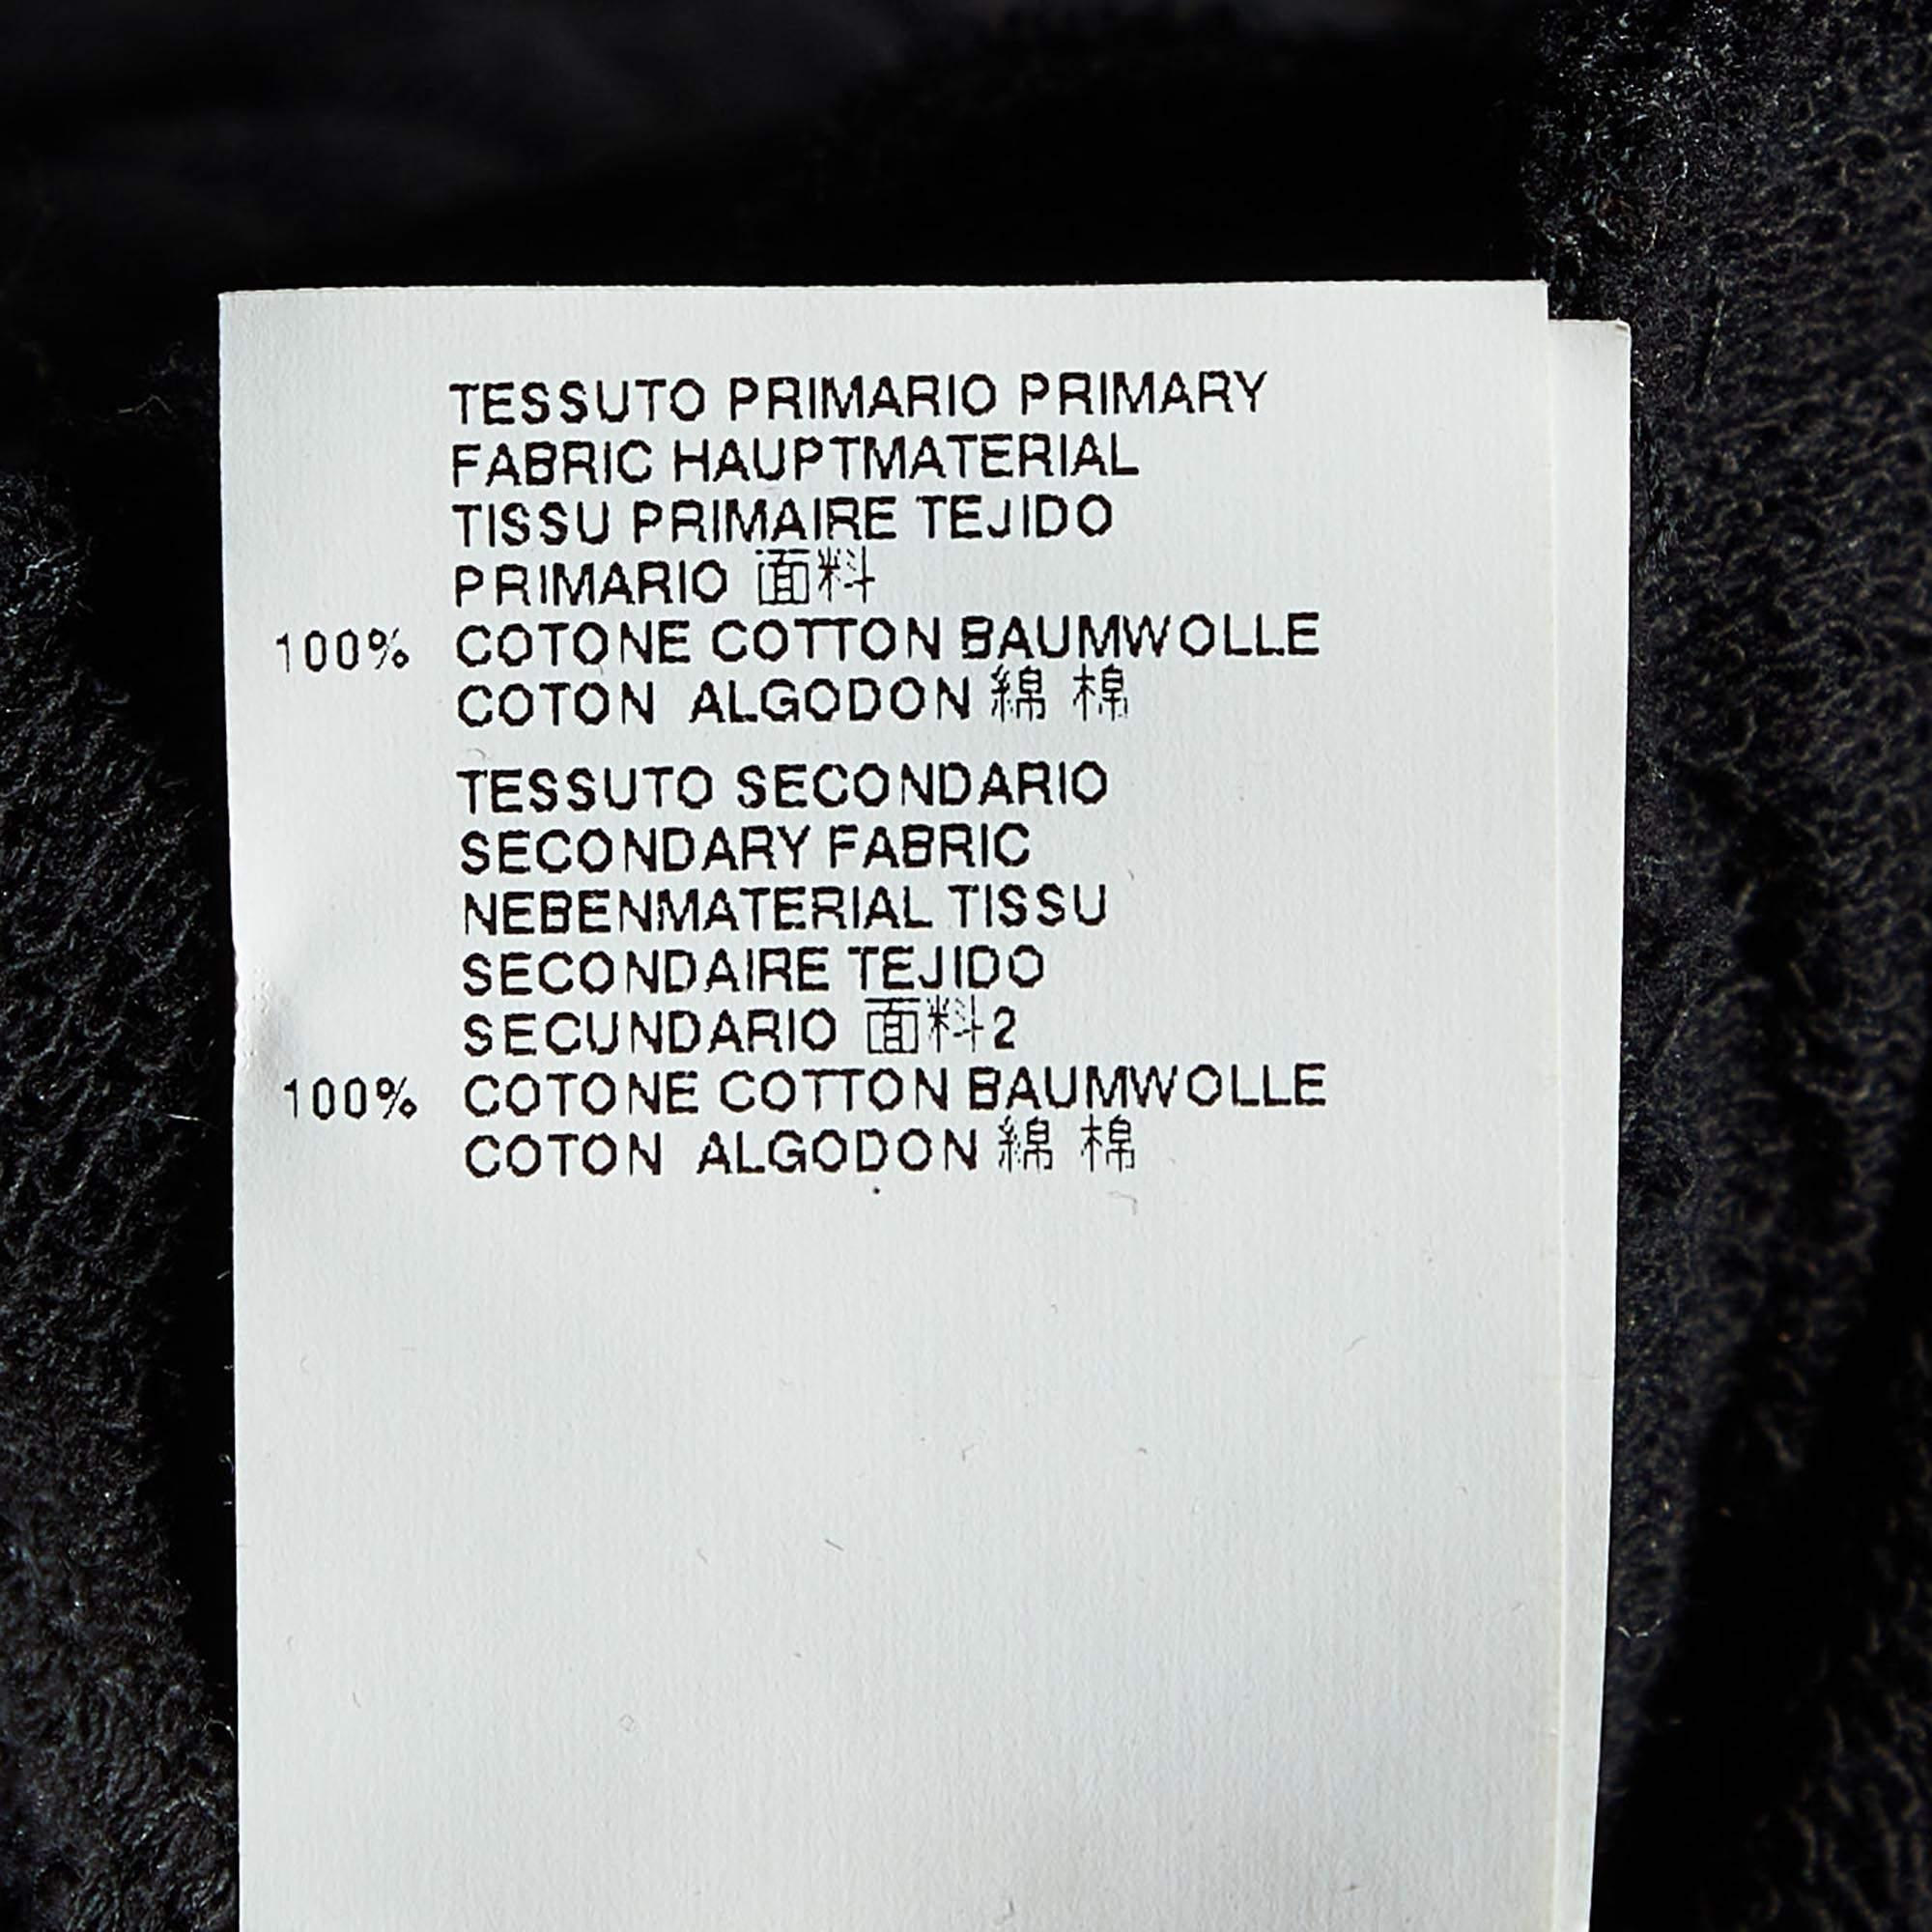 TESSUTO PRIMARIO PRIMARY
FABRIC HAUPTMATERIAL
TISSU PRIMAIRE TEJIDO
PRIMARIO 面料
100% COTONE COTTON BAUMWOLLE
COTON ALGODON 綿 棉
TESSUTO SECONDARIO
SECONDARY FABRIC
NEBENMATERIAL TISSU
SECONDAIRE TEJIDO
SECUNDARIO 面料2
100% COTONE COTTON BAUMWOLLE
COTON ALGODON 綿 棉